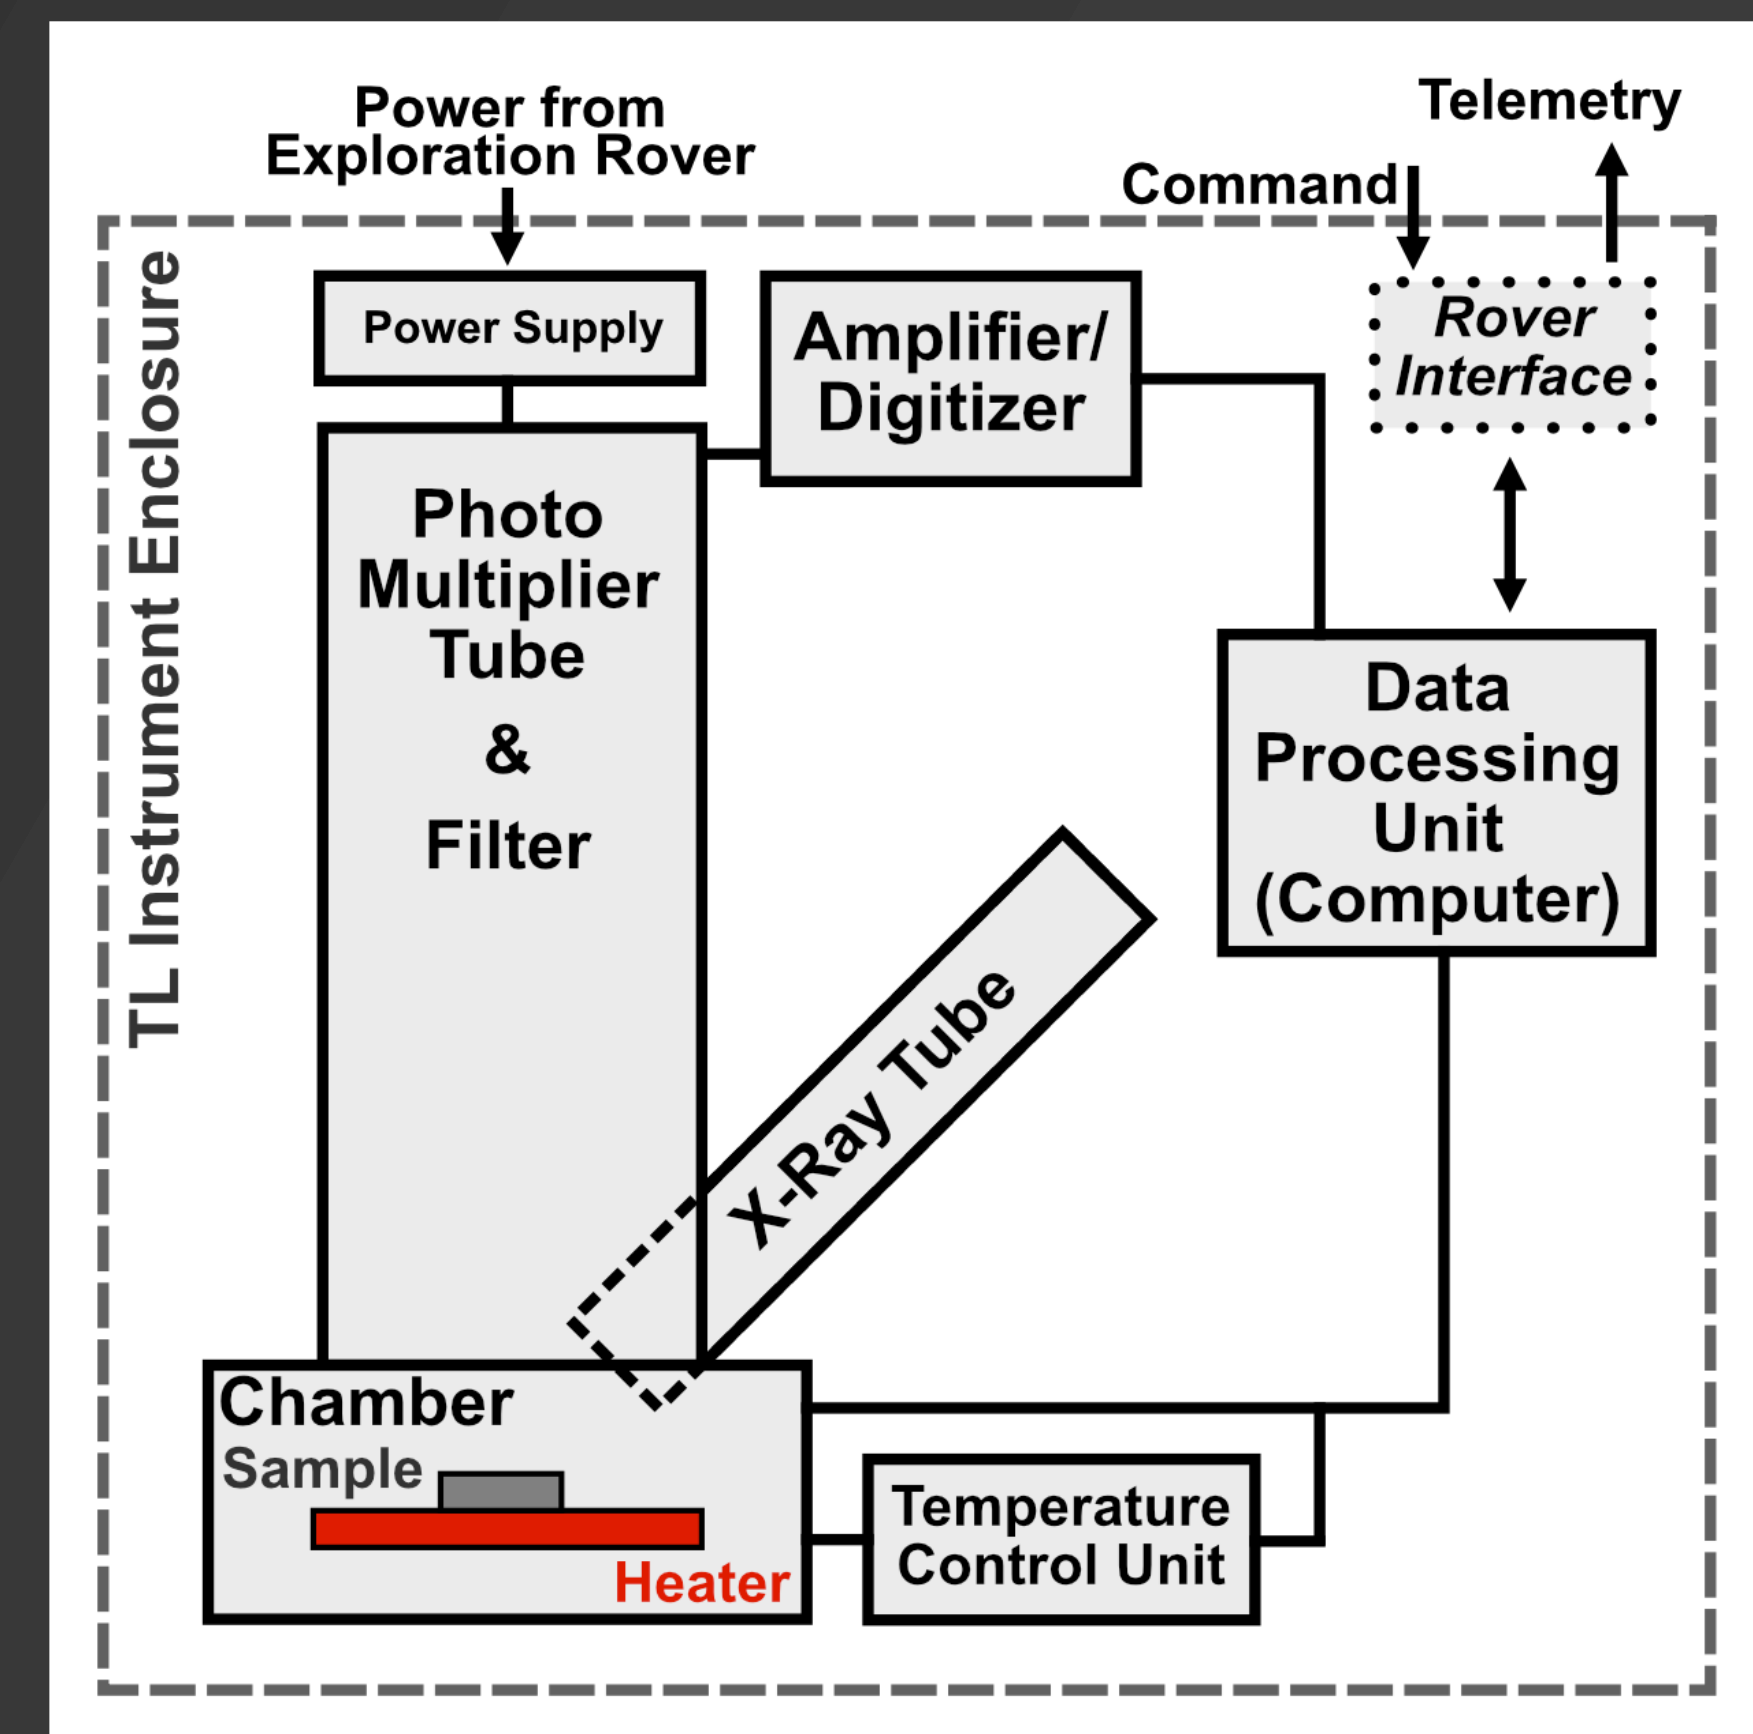 Power from
Exploration Rover
Telemetry
Command
TL Instrument Enclosure
Power Supply
Amplifier/
Digitizer
Rover
Interface
Photo
Multiplier
Tube
&
Filter
Data
Processing
Unit
(Computer)
X-Ray Tube
Chamber
Sample
Heater
Temperature
Control Unit